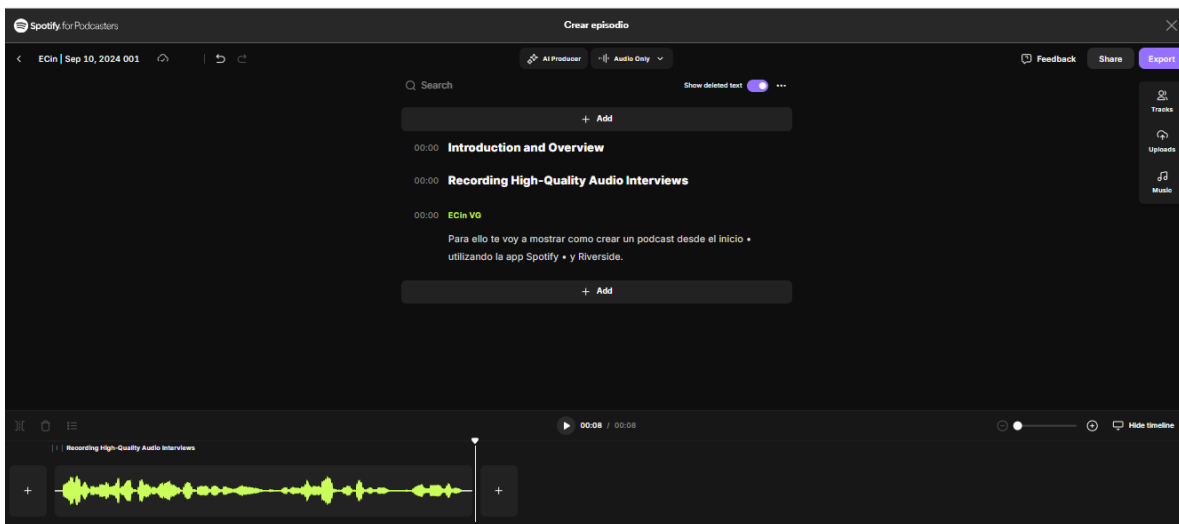 Spotify for Podcasters
Crear episodio
ECin | Sep 10, 2024 001
AI Producer
Audio Only
Feedback
Share
Export
Search
Show deleted text
Tracks
Uploads
Music
+ Add
00:00 Introduction and Overview
00:00 Recording High-Quality Audio Interviews
00:00 ECin VG
Para ello te voy a mostrar como crear un podcast desde el inicio •
utilizando la app Spotify • y Riverside.
+ Add
00:08 / 00:08
Hide timeline
Recording High-Quality Audio Interviews